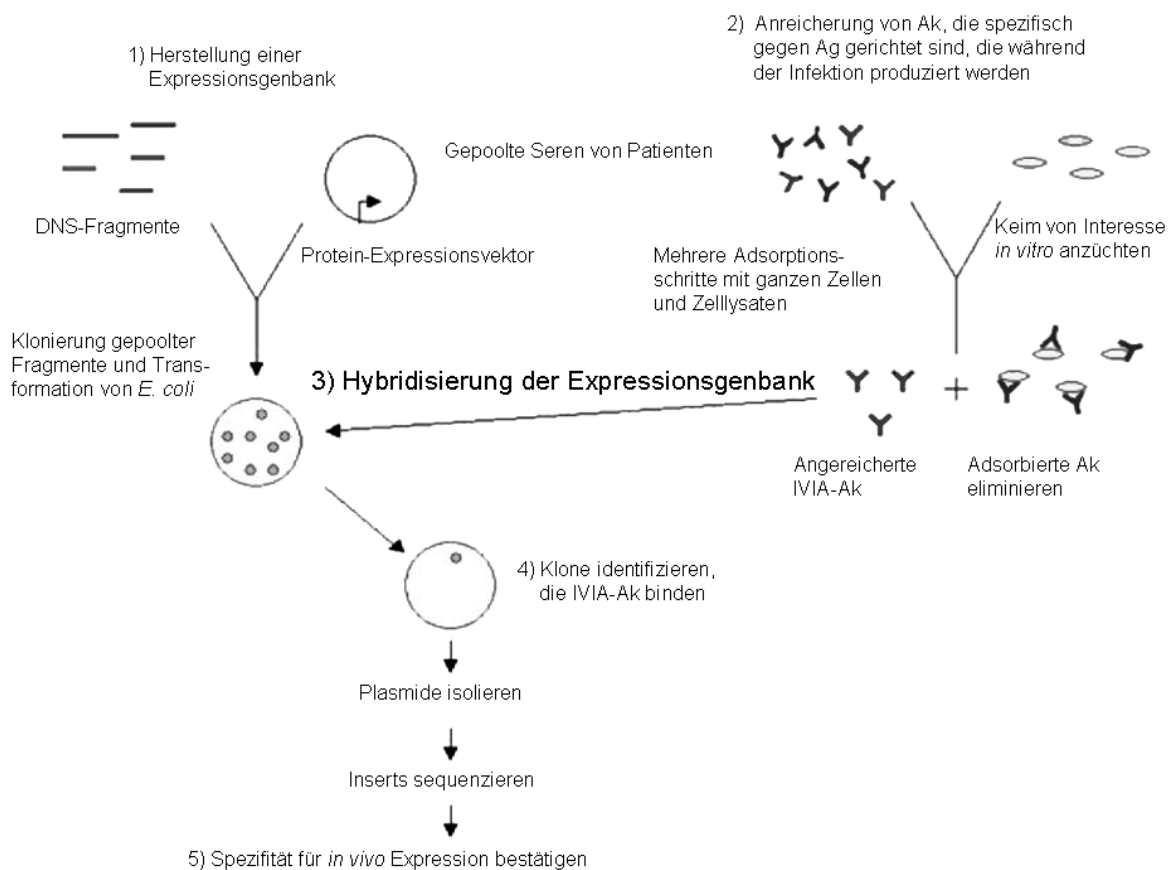 1) Herstellung einer
Expressionsgenbank
2) Anreicherung von Ak, die spezifisch
gegen Ag gerichtet sind, die während
der Infektion produziert werden
Gepoolte Seren von Patienten
DNS-Fragmente
Protein-Expressionsvektor
Mehrere Adsorptions-
schritte mit ganzen Zellen
und Zelllysaten
Keim von Interesse
in vitro anzüchten
Klonierung gepoolter
Fragmente und Trans-
formation von E. coli
3) Hybridisierung der Expressionsgenbank
+
Angereicherte
IVIA-Ak
Adsorbierte Ak
eliminieren
4) Klone identifizieren,
die IVIA-Ak binden
Plasmide isolieren
Inserts sequenzieren
5) Spezifität für in vivo Expression bestätigen